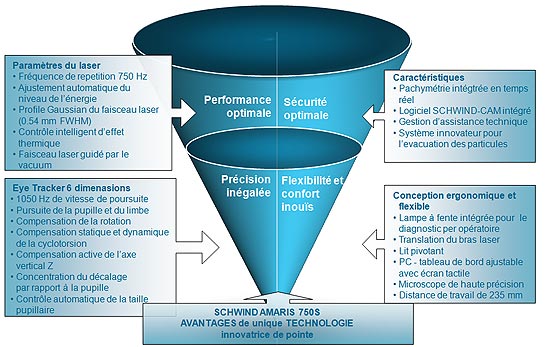 Paramètres du laser
• Fréquence de repetition 750 Hz
• Ajustement automatique du
niveau de l'énergie
• Profile Gaussian du faisceau laser
(0.54 mm FWHM)
• Contrôle intelligent d'effet
thermique
• Faisceau laser guidé par le
vacuum
Performance
optimale
Sécurité
optimale
Caractéristiques
• Pachymétrie intégtrée en temps
réel
• Logiciel SCHWIND-CAM intégré
• Gestion d'assistance technique
• Système innovateur pour
l'evacuation des particules
Eye Tracker 6 dimenasions
• 1050 Hz de vitesse de poursuite
• Pursuite de la pupille et du limbe
• Compensation de la rotation
• Compensation statique et dynamique
de la cyclotorsion
• Compensation active de l'axe
vertical Z
• Concentration du décalage
par rapport à la pupille
• Contrôle automatique de la taille
pupillaire
Précision
inégalée
Flexibilité et
confort
inouïs
Conception ergonomique et
flexible
• Lampe à fente intégrée pour le
diagnostic per opératoire
• Translation du bras laser
• Lit pivotant
• PC - tableau de bord ajustable
avec écran tactile
• Microscope de haute précision
• Distance de travail de 235 mm
SCHWIND AMARIS 750S
AVANTAGES de unique TECHNOLOGIE
innovatrice de pointe